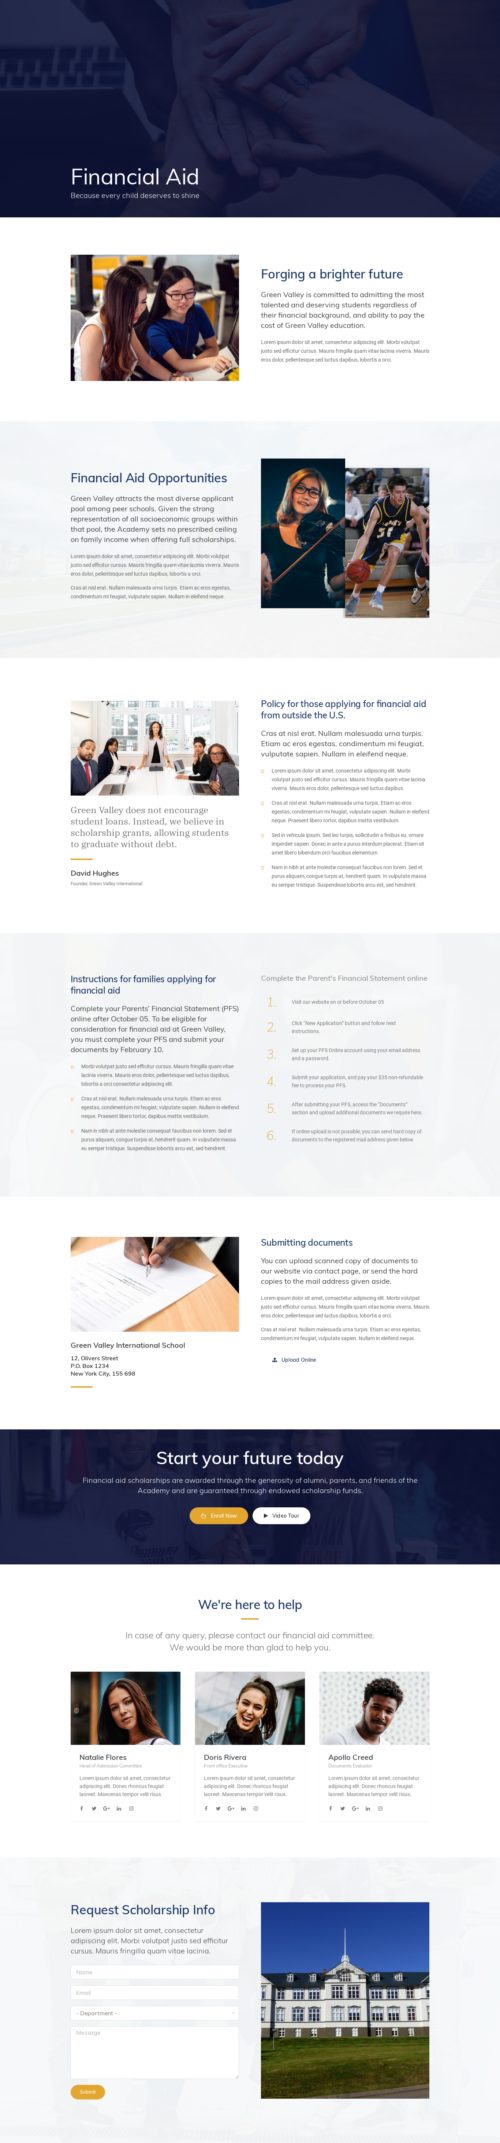 Financial Aid
Because every child deserves to shine
Forging a brighter future
Green Valley is committed to admitting the most
talented and deserving students regardless of
their financial background, and ability to pay the
cost of Green Valley education.
Lorem ipsum dolor sit amet, consectetur adipiscing elit. Morbi volutpat
justo sed efficitur cursus. Mauris fringilla quam vitae lacinia viverra. Mauris
eros dolor, pellentesque sed luctus dapibus, lobortis a orci.
Financial Aid Opportunities
Green Valley attracts the most diverse applicant
pool among peer schools. Given the strong
representation of all socioeconomic groups within
that pool, the Academy sets no prescribed ceiling
on family income when offering full scholarships.
Lorem ipsum dolor sit amet, consectetur adipiscing elit. Morbi volutpat
justo sed efficitur cursus. Mauris fringilla quam vitae lacinia viverra. Mauris
eros dolor, pellentesque sed luctus dapibus, lobortis a orci.
Cras at nisl erat. Nullam malesuada urna turpis. Etiam ac eros egestas,
condimentum mi feugiat, vulputate sapien. Nullam in eleifend neque.
Policy for those applying for financial aid
from outside the U.S.
Cras at nisl erat. Nullam malesuada urna turpis.
Etiam ac eros egestas, condimentum mi feugiat,
vulputate sapien. Nullam in eleifend neque.
Lorem ipsum dolor sit amet, consectetur adipiscing elit. Morbi
volutpat justo sed efficitur cursus. Mauris fringilla quam vitae lacinia
viverra. Mauris eros dolor, pellentesque sed luctus dapibus.
Cras at nisl erat. Nullam malesuada urna turpis. Etiam ac eros
egestas, condimentum mi feugiat, vulputate sapien. Nullam in eleifend
neque. Praesent libero tortor, dapibus mattis vestibulum.
Sed in vehicula ipsum. Sed leo turpis, sollicitudin a finibus eu, ornare
imperdiet sapien. Donec in ante a purus interdum placerat. Etiam sit
amet libero bibendum orci faucibus elementum.
Nam in nibh at ante molestie consequat faucibus non lorem. Sed et
purus aliquam, congue turpis at, hendrerit quam. In vulputate massa
eu semper tristique. Suspendisse lobortis arcu est, sed hendrerit.
Green Valley does not encourage
student loans. Instead, we believe in
scholarship grants, allowing students
to graduate without debt.
David Hughes
Founder, Green Valley International
Instructions for families applying for
financial aid
Complete your Parents' Financial Statement (PFS)
online after October 05. To be eligible for
consideration for financial aid at Green Valley,
you must complete your PFS and submit your
documents by February 10.
Morbi volutpat justo sed efficitur cursus. Mauris fringilla quam vitae
lacinia viverra. Mauris eros dolor, pellentesque sed luctus dapibus,
lobortis a orci consectetur adipiscing elit.
Cras at nisl erat. Nullam malesuada urna turpis. Etiam ac eros
egestas, condimentum mi feugiat, vulputate sapien. Nullam in eleifend
neque. Praesent libero tortor, dapibus mattis vestibulum.
Nam in nibh at ante molestie consequat faucibus non lorem. Sed et
purus aliquam, congue turpis at, hendrerit quam. In vulputate massa
eu semper tristique. Suspendisse lobortis arcu est, sed hendrerit.
Complete the Parent's Financial Statement online
1. Visit our website on or before October 05
2. Click "New Application" button and follow next
instructions.
3. Set up your PFS Online account using your email address
and a password.
4. Submit your application, and pay your $35 non-refundable
fee to process your PFS.
5. After submitting your PFS, access the "Documents"
section and upload additional documents we require here.
6. If online upload is not possible, you can send hard copy of
documents to the registered mail address given below.
Green Valley International School
12, Olivers Street
P.O. Box 1234
New York City, 155 698
Submitting documents
You can upload scanned copy of documents to
our website via contact page, or send the hard
copies to the mail address given aside.
Lorem ipsum dolor sit amet, consectetur adipiscing elit. Morbi volutpat
justo sed efficitur cursus. Mauris fringilla quam vitae lacinia viverra. Mauris
eros dolor, pellentesque sed luctus dapibus, lobortis a orci.
Cras at nisl erat. Nullam malesuada urna turpis. Etiam ac eros egestas,
condimentum mi feugiat, vulputate sapien. Nullam in eleifend neque.
Upload Online
Start your future today
Financial aid scholarships are awarded through the generosity of alumni, parents, and friends of the
Academy and are guaranteed through endowed scholarship funds.
Enroll Now
Video Tour
We're here to help
In case of any query, please contact our financial aid committee.
We would be more than glad to help you.
Natalie Flores
Head of Admission Committee
Lorem ipsum dolor sit amet, consectetur
adipiscing elit. Donec rhoncus feugiat
laoreet. Maecenas tempor velit risus.
Doris Rivera
Front office Executive
Lorem ipsum dolor sit amet, consectetur
adipiscing elit. Donec rhoncus feugiat
laoreet. Maecenas tempor velit risus.
Apollo Creed
Documents Evaluator
Lorem ipsum dolor sit amet, consectetur
adipiscing elit. Donec rhoncus feugiat
laoreet. Maecenas tempor velit risus.
Request Scholarship Info
Lorem ipsum dolor sit amet, consectetur
adipiscing elit. Morbi volutpat justo sed efficitur
cursus. Mauris fringilla quam vitae lacinia.
Name
Email
- Department -
Message
Submit